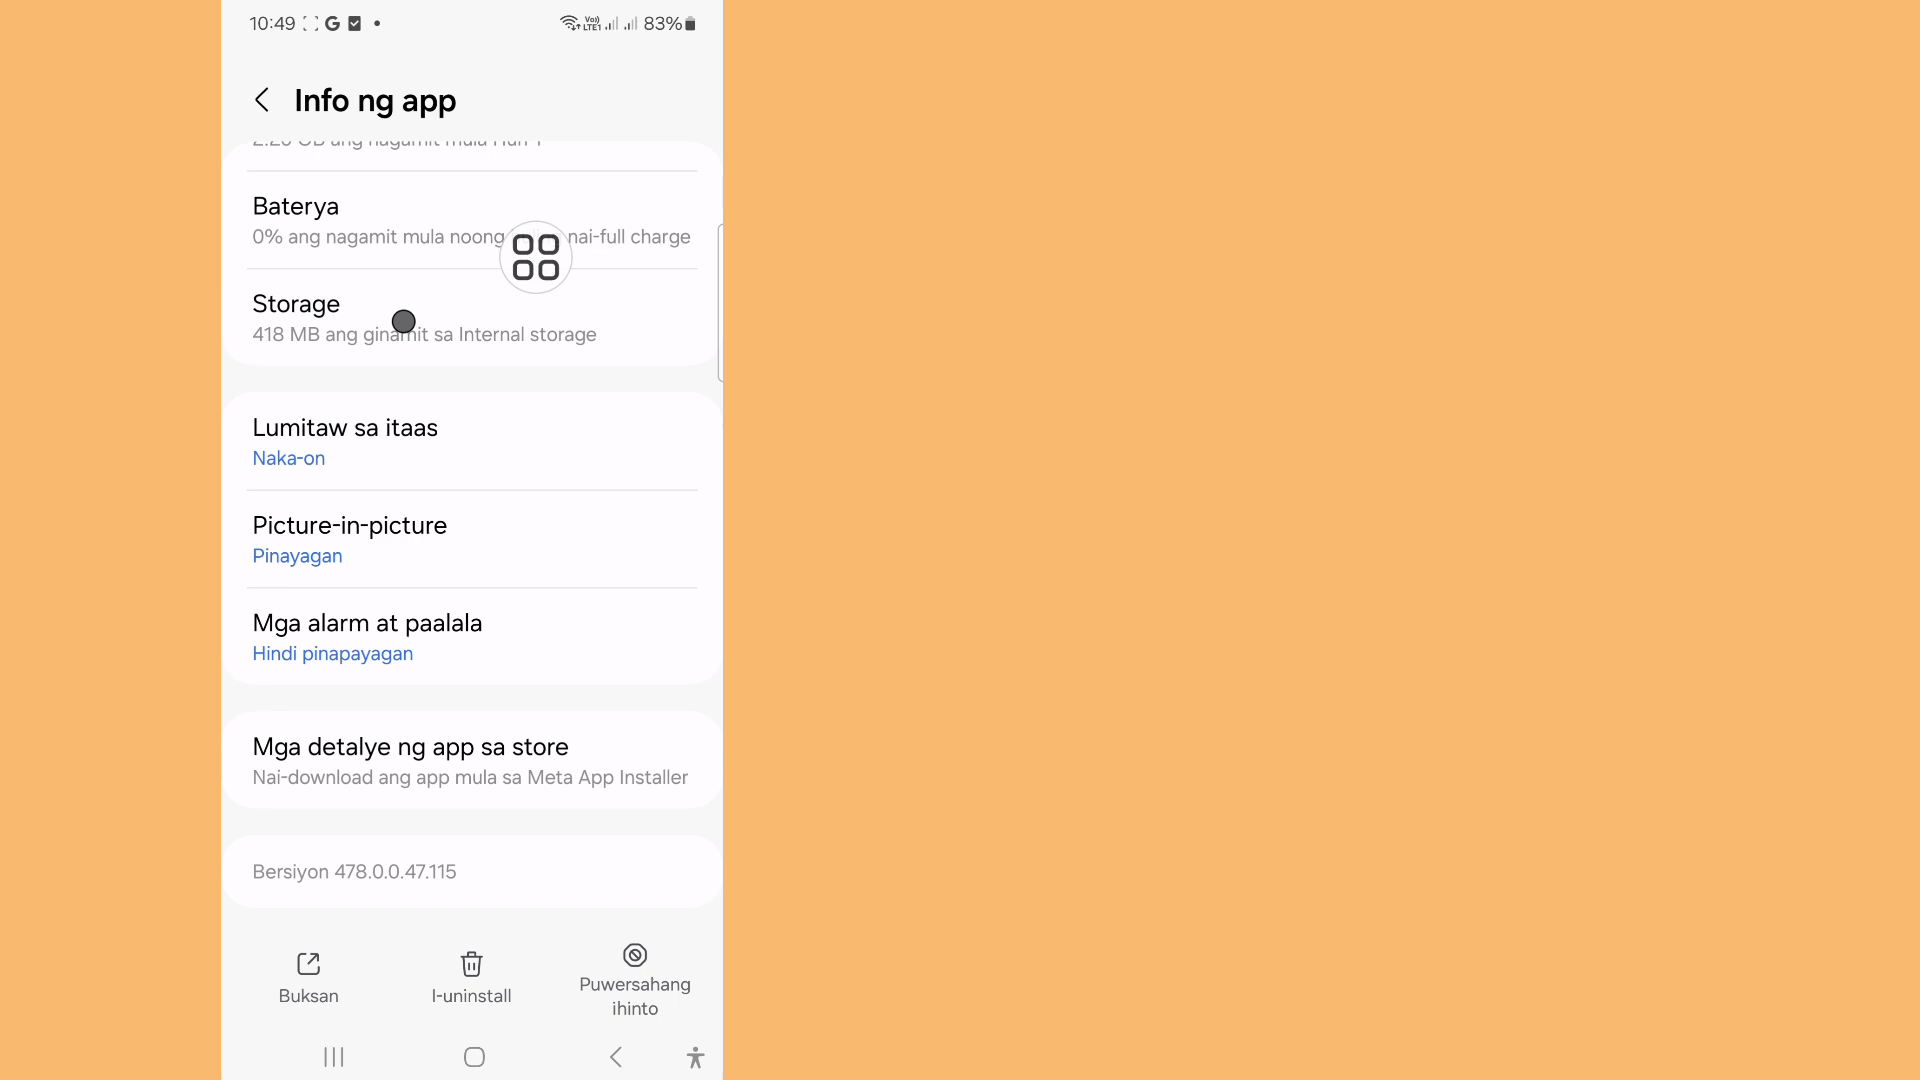 10:49
83%
Info ng app
Baterya
0% ang nagamit mula noong nai-full charge
Storage
418 MB ang ginamit sa Internal storage
Lumitaw sa itaas
Naka-on
Picture-in-picture
Pinayagan
Mga alarm at paalala
Hindi pinapayagan
Mga detalye ng app sa store
Nai-download ang app mula sa Meta App Installer
Bersiyon 478.0.0.47.115
Buksan
I-uninstall
Puwersahang
ihinto